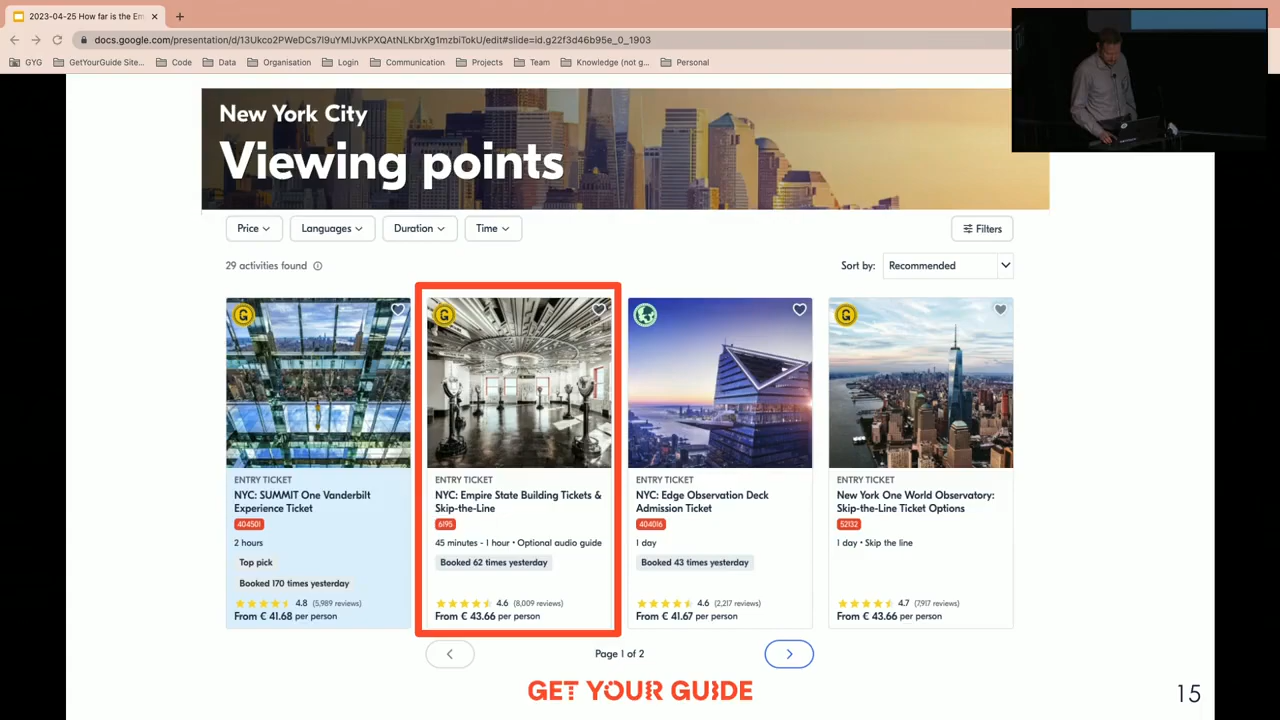 2023-04-25 How far is the Em
docs.google.com/presentation/d/13Ukco2PWeDCs7I9uYMIJvKPXQAtNLKbrXg1mzbiTokU/edit#slide=id.g22f3d46b95e_0_1903
GYG
GetYourGuide Site...
Code
Data
Organisation
Login
Communication
Projects
Team
Knowledge (not g...
Personal
New York City
Viewing points
Price
Languages
Duration
Time
Filters
29 activities found
Sort by:
Recommended
ENTRY TICKET
NYC: SUMMIT One Vanderbilt
Experience Ticket
404501
2 hours
Top pick
Booked 170 times yesterday
4.8 (5,989 reviews)
From € 41.68 per person
ENTRY TICKET
NYC: Empire State Building Tickets &
Skip-the-Line
6195
45 minutes - 1 hour • Optional audio guide
Booked 62 times yesterday
4.6 (8,009 reviews)
From € 43.66 per person
ENTRY TICKET
NYC: Edge Observation Deck
Admission Ticket
404016
1 day
Booked 43 times yesterday
4.6 (2,217 reviews)
From € 41.67 per person
ENTRY TICKET
New York One World Observatory:
Skip-the-Line Ticket Options
52132
1 day • Skip the line
4.7 (7,917 reviews)
From € 43.66 per person
Page 1 of 2
GET YOUR GUIDE
15